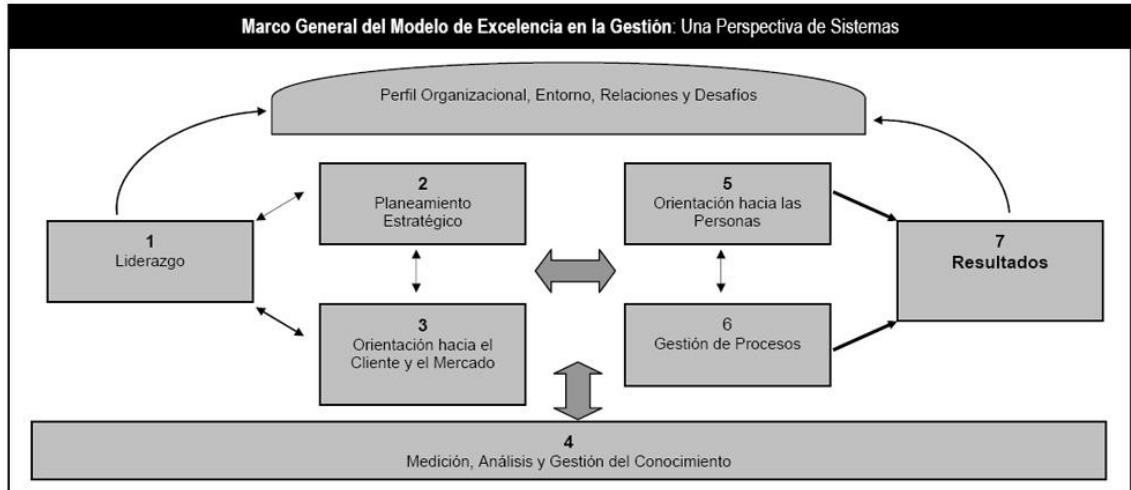 Marco General del Modelo de Excelencia en la Gestión: Una Perspectiva de Sistemas
Perfil Organizacional, Entorno, Relaciones y Desafíos
1
Liderazgo
2
Planeamiento
Estratégico
3
Orientación hacia el
Cliente y el Mercado
5
Orientación hacia las
Personas
6
Gestión de Procesos
7
Resultados
4
Medición, Análisis y Gestión del Conocimiento